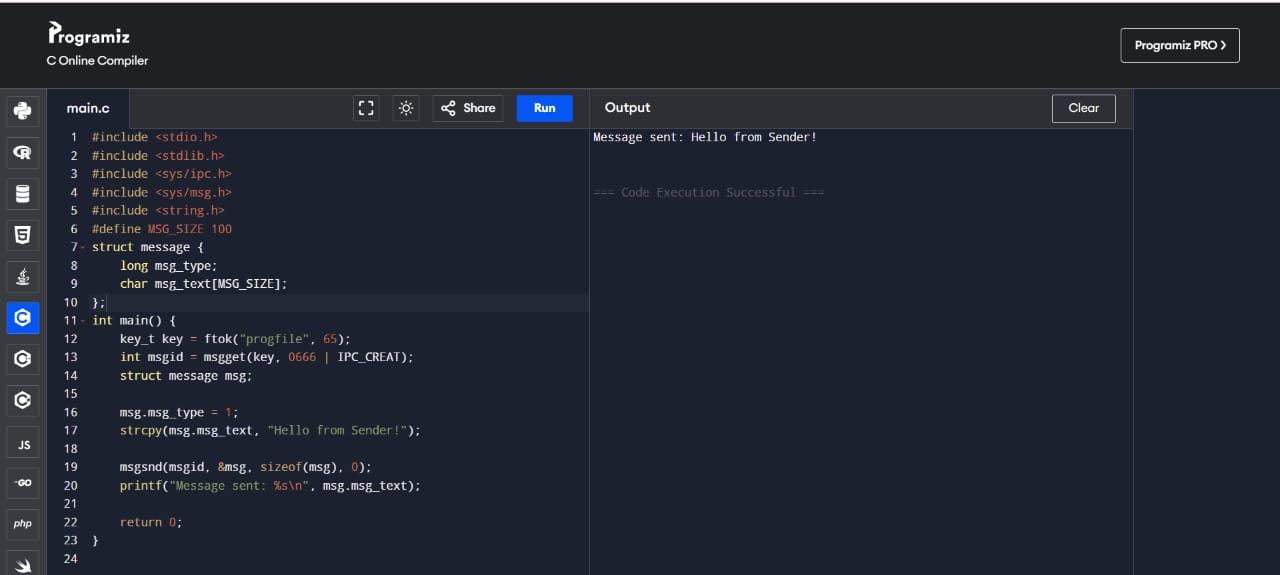 Programiz
C Online Compiler
Programiz PRO >
main.c
Share
Run
Output
Clear
1 #include <stdio.h>
2 #include <stdlib.h>
3 #include <sys/ipc.h>
4 #include <sys/msg.h>
5 #include <string.h>
6 #define MSG_SIZE 100
7 struct message {
8     long msg_type;
9     char msg_text[MSG_SIZE];
10 };
11 int main() {
12     key_t key = ftok("progfile", 65);
13     int msgid = msgget(key, 0666 | IPC_CREAT);
14     struct message msg;
15
16     msg.msg_type = 1;
17     strcpy(msg.msg_text, "Hello from Sender!");
18
19     msgsnd(msgid, &msg, sizeof(msg), 0);
20     printf("Message sent: %s\n", msg.msg_text);
21
22     return 0;
23 }
24
Message sent: Hello from Sender!
=== Code Execution Successful ===
R
5
C
C
C
JS
GO
php